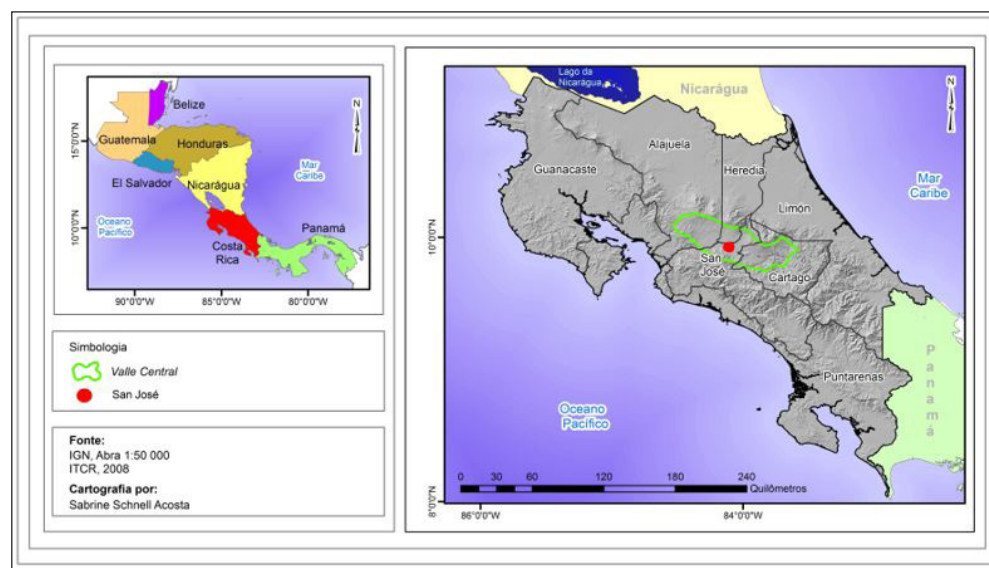 N
Belize
Guatemala
Honduras
El Salvador
Nicarágua
Mar
Caribe
Oceano
Pacífico
Costa
Rica
Panamá
15°0'0"N
10°0'0"N
90°0'0"W
85°0'0"W
80°0'0"W
Simbologia
Valle Central
San José
Fonte:
IGN, Abra 1:50 000
ITCR, 2008
Cartografia por:
Sabrine Schnell Acosta
Lago da
Nicarágua
Nicarágua
N
Alajuela
Guanacaste
Heredia
Limón
Mar
Caribe
San
José
Cartago
Puntarenas
Panamá
Oceano
Pacífico
0 30 60 120 180 240
Quilômetros
10°0'0"N
8°0'0"N
86°0'0"W
84°0'0"W